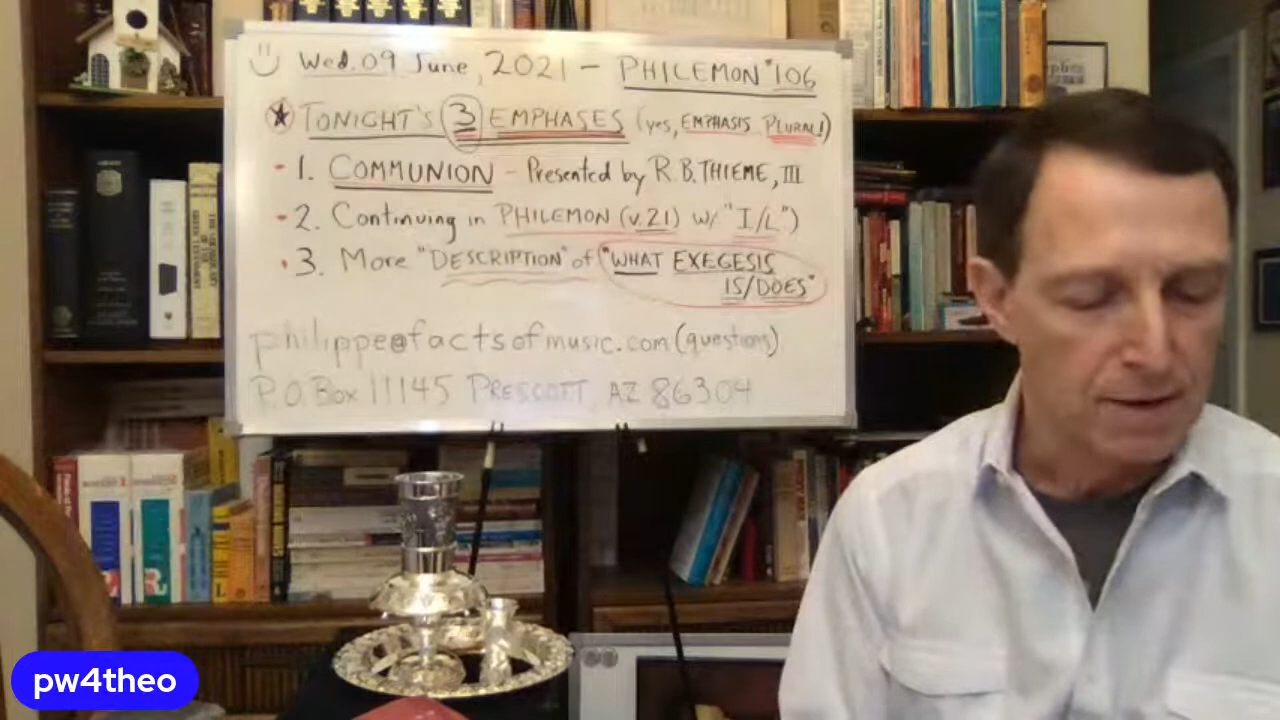 Wed. 09 June, 2021 – PHILEMON #106
TONIGHT'S 3 EMPHASES (yes, EMPHASIS PLURAL!)
- 1. COMMUNION - Presented by R.B. THIEME, III
- 2. Continuing in PHILEMON (v.21) w/ "I./L.")
• 3. More "DESCRIPTION" of "WHAT EXEGESIS
IS/DOES"
philippe@factsofmusic.com (questions)
P.O. Box 11145 PRESCOTT, AZ 86304
pw4theo